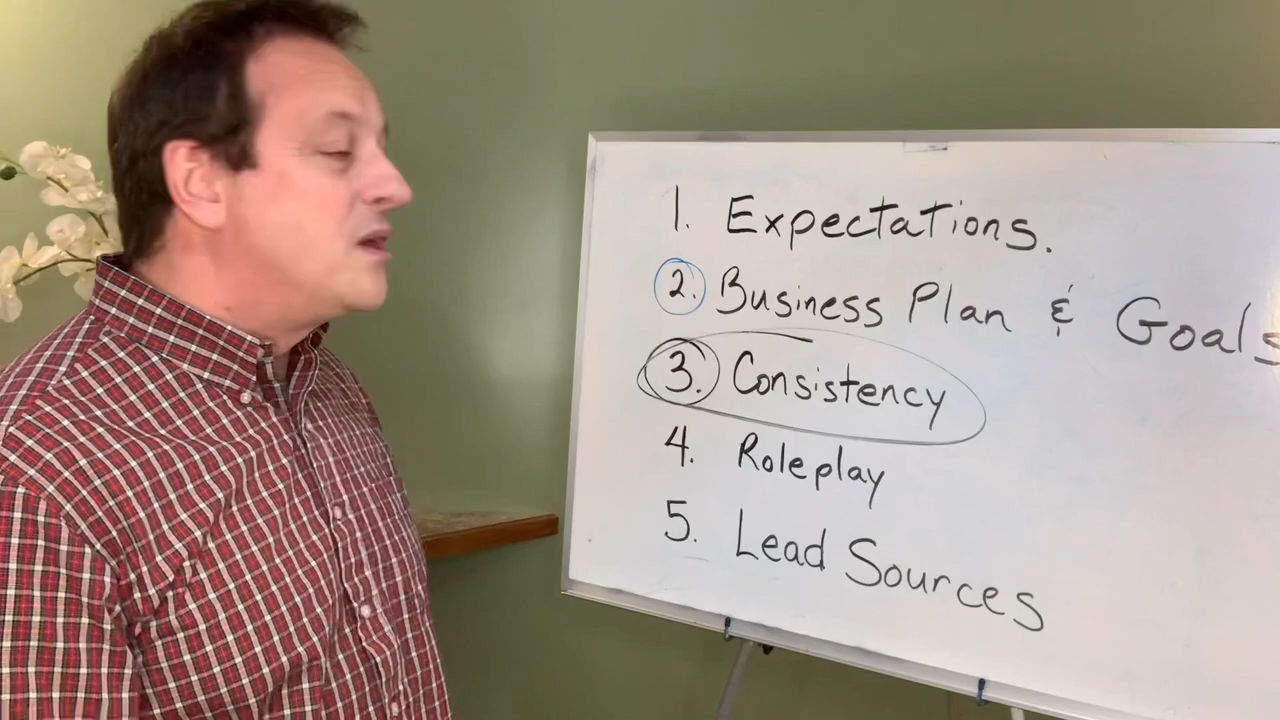 1. Expectations.
2. Business Plan & Goals
3. Consistency
4. Roleplay
5. Lead Sources